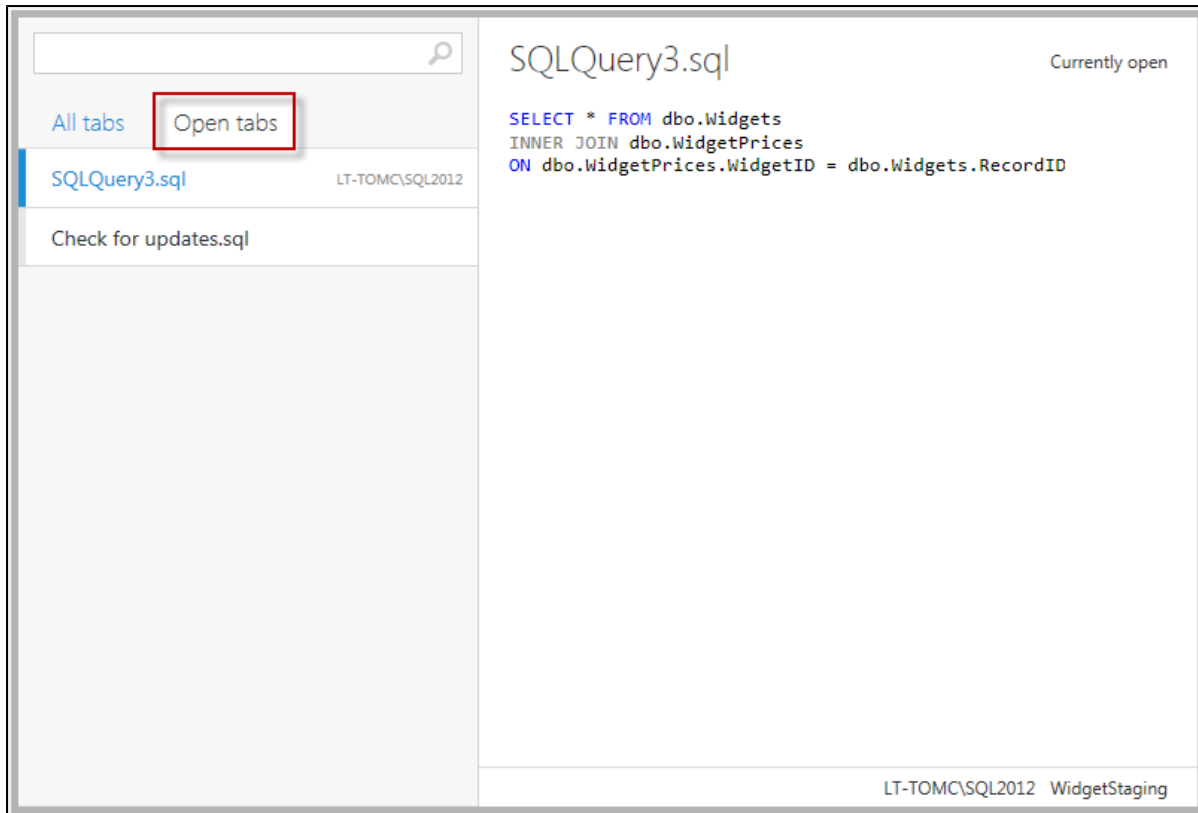 All tabs Open tabs
SQLQuery3.sql LT-TOMC\SQL2012
Check for updates.sql
SQLQuery3.sql Currently open
SELECT * FROM dbo.Widgets
INNER JOIN dbo.WidgetPrices
ON dbo.WidgetPrices.WidgetID = dbo.Widgets.RecordID
LT-TOMC\SQL2012 WidgetStaging